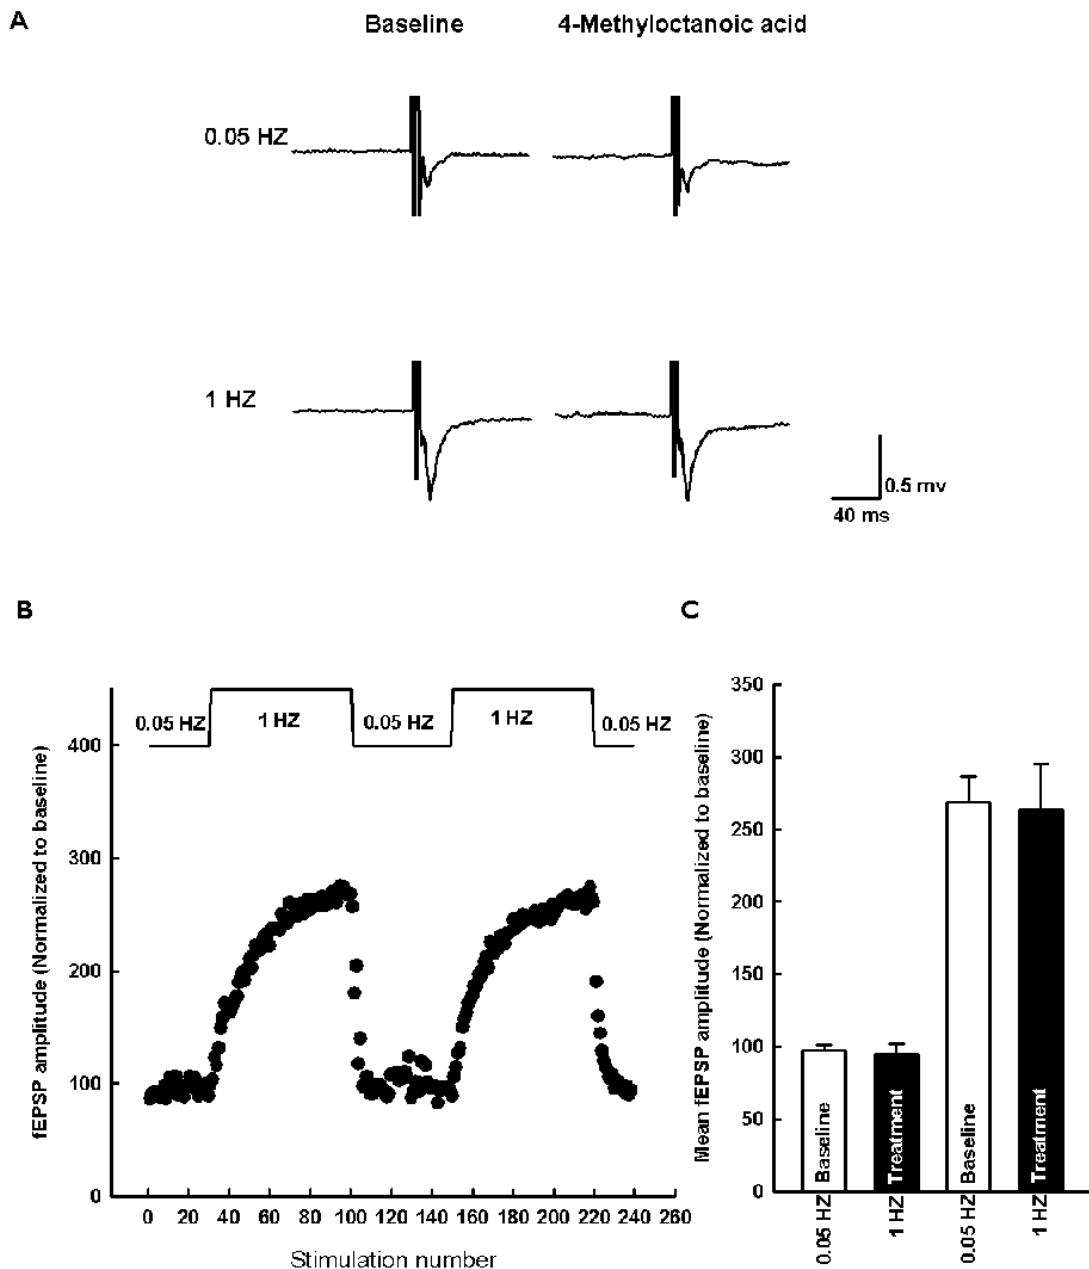 A
Baseline
4-Methyloctanoic acid
0.05 HZ
1 HZ
0.5 mv
40 ms
B
fEPSP amplitude (Normalized to baseline)
0.05 HZ
1 HZ
0.05 HZ
1 HZ
0.05 HZ
400
300
200
100
0
0 20 40 60 80 100 120 140 160 180 200 220 240 260
Stimulation number
C
Mean fEPSP amplitude (Normalized to baseline)
350
300
250
200
150
100
50
0
Baseline
Treatment
Baseline
Treatment
0.05 HZ
1 HZ
0.05 HZ
1 HZ